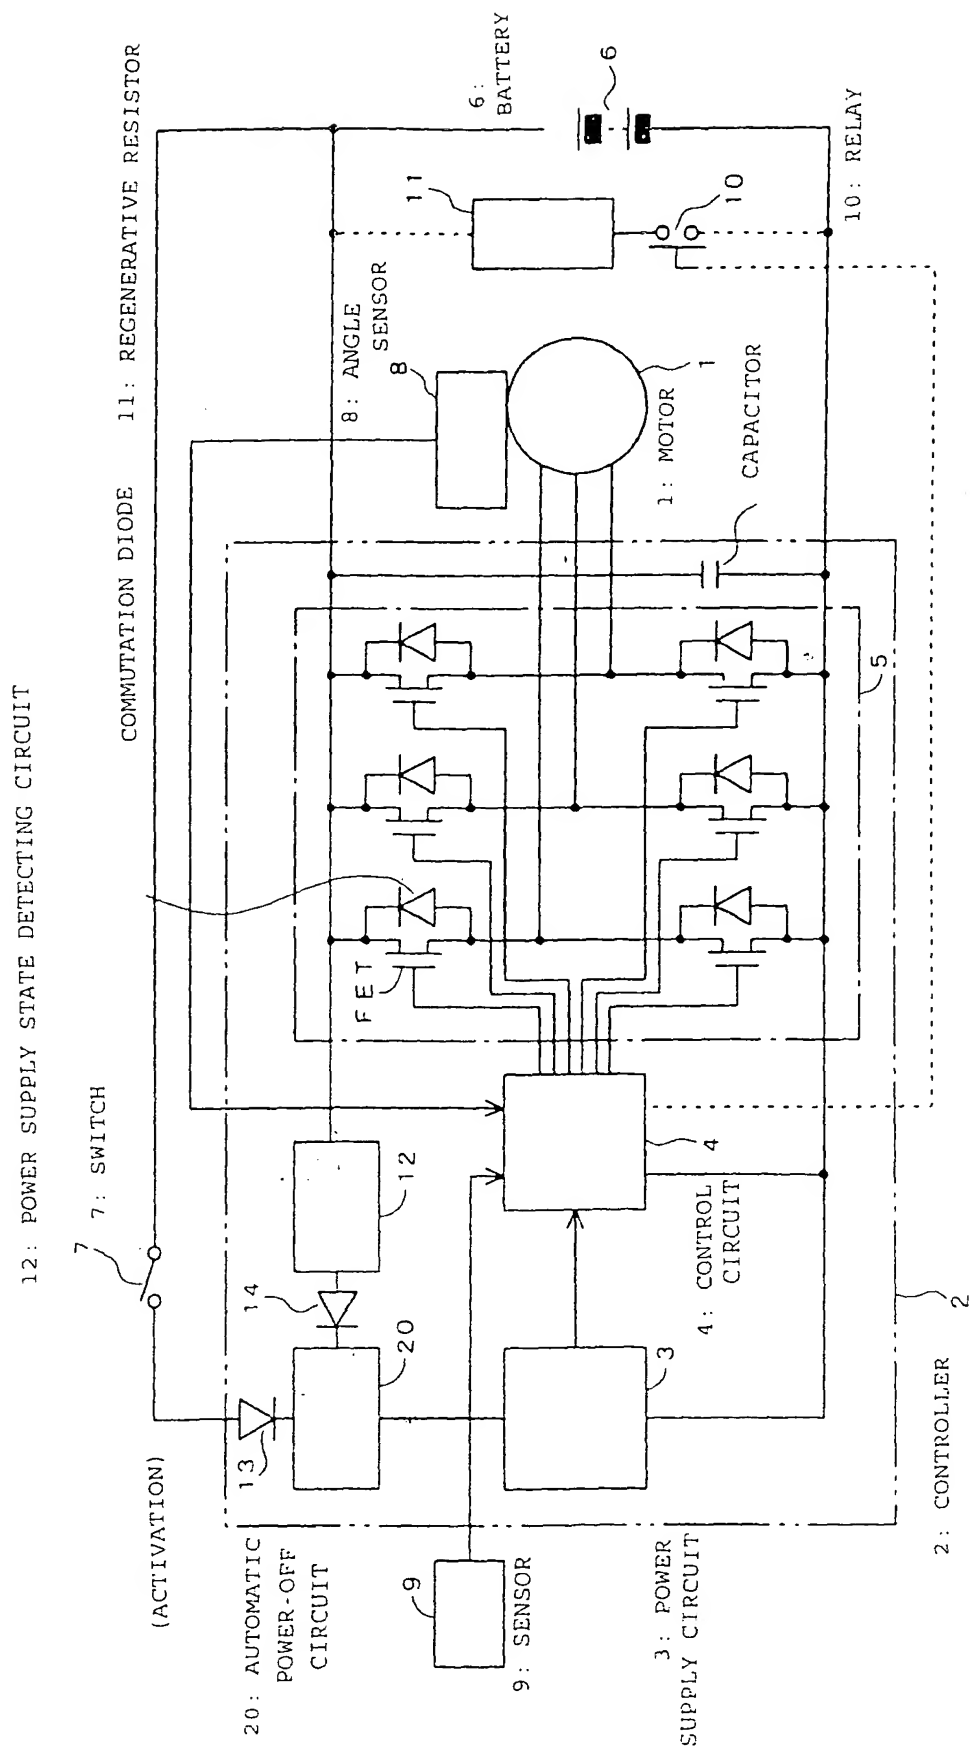 12: POWER SUPPLY STATE DETECTING CIRCUIT
7: SWITCH
7
COMMUTATION DIODE
11: REGENERATIVE RESISTOR
(ACTIVATION)
13
14
20: AUTOMATIC
POWER-OFF
CIRCUIT
20
12
FET
8: ANGLE
SENSOR
8
11
6:
BATTERY
6
9
9: SENSOR
3: POWER
SUPPLY CIRCUIT
3
4: CONTROL
CIRCUIT
4
1: MOTOR
1
CAPACITOR
10
10: RELAY
5
2: CONTROLLER
2